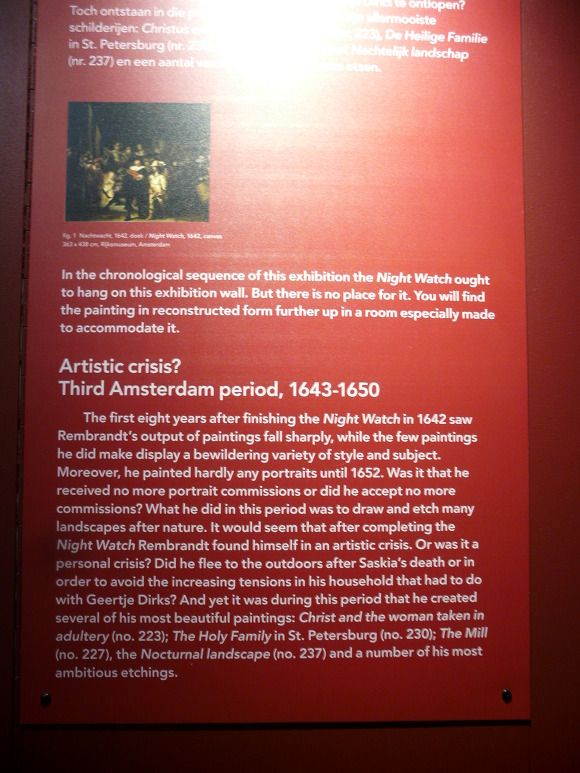 Toch ontstaan in die
Dirks te ontlopen?
allermooiste
schilderijen: Christus
223), De Heilige Familie
in St. Petersburg (nr.
Nachtelijk landschap
(nr. 237) en een aantal
etsen.
fig. 1 Nachtwacht, 1642, doek / Night Watch, 1642, canvas
363 x 438 cm, Rijksmuseum, Amsterdam
In the chronological sequence of this exhibition the Night Watch ought
to hang on this exhibition wall. But there is no place for it. You will find
the painting in reconstructed form further up in a room especially made
to accommodate it.
Artistic crisis?
Third Amsterdam period, 1643-1650
The first eight years after finishing the Night Watch in 1642 saw
Rembrandt's output of paintings fall sharply, while the few paintings
he did make display a bewildering variety of style and subject.
Moreover, he painted hardly any portraits until 1652. Was it that he
received no more portrait commissions or did he accept no more
commissions? What he did in this period was to draw and etch many
landscapes after nature. It would seem that after completing the
Night Watch Rembrandt found himself in an artistic crisis. Or was it a
personal crisis? Did he flee to the outdoors after Saskia's death or in
order to avoid the increasing tensions in his household that had to do
with Geertje Dirks? And yet it was during this period that he created
several of his most beautiful paintings: Christ and the woman taken in
adultery (no. 223); The Holy Family in St. Petersburg (no. 230); The Mill
(no. 227), the Nocturnal landscape (no. 237) and a number of his most
ambitious etchings.